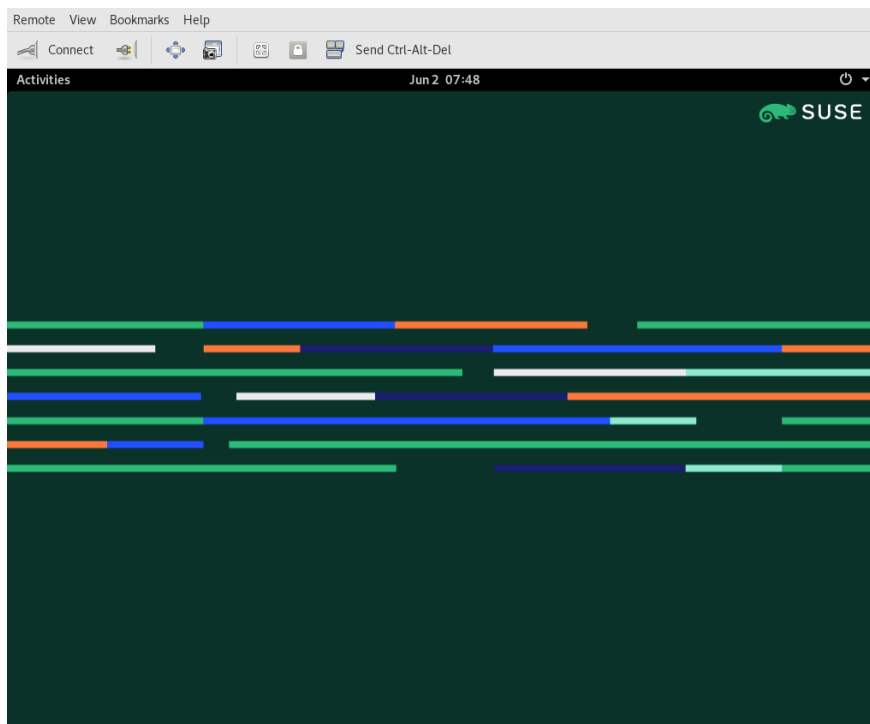 Remote View Bookmarks Help
Connect Send Ctrl-Alt-Del
Activities Jun 2 07:48
SUSE